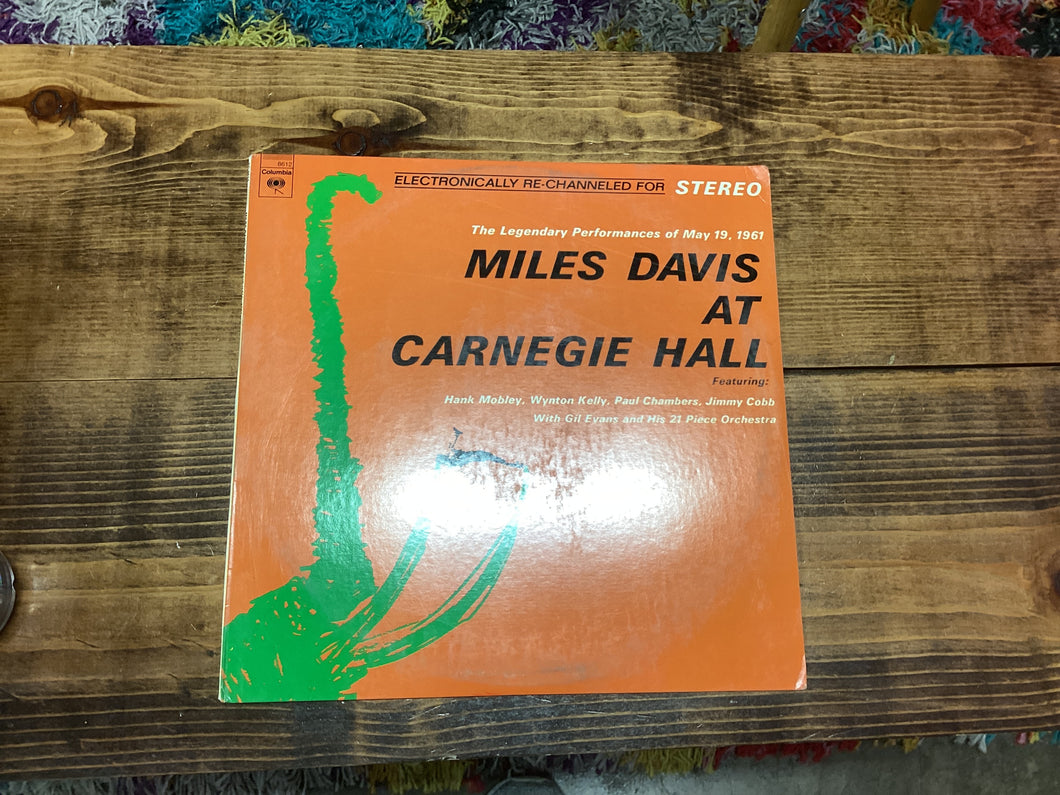 8612
Columbia
ELECTRONICALLY RE-CHANNELED FOR STEREO
The Legendary Performances of May 19, 1961
MILES DAVIS
AT
CARNEGIE HALL
Featuring:
Hank Mobley, Wynton Kelly, Paul Chambers, Jimmy Cobb
With Gil Evans and His 21 Piece Orchestra